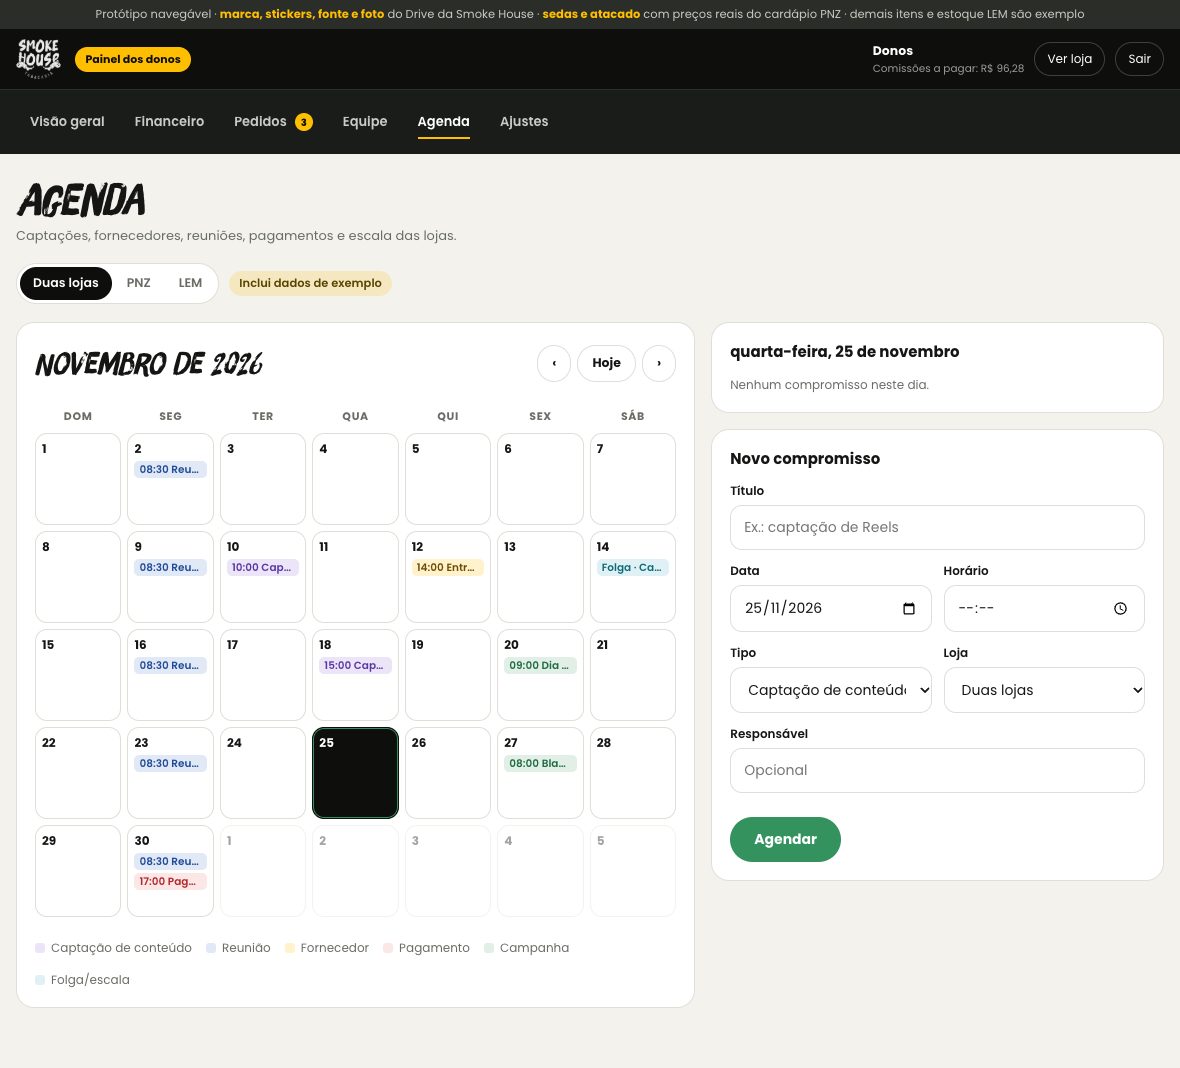 Protótipo navegável · marca, stickers, fonte e foto do Drive da Smoke House · sedas e atacado com preços reais do cardápio PNZ · demais itens e estoque LEM são exemplo
SMOKE
HOUSE
Painel dos donos
Donos
Comissões a pagar: R$ 96,28
Ver loja
Sair
Visão geral
Financeiro
Pedidos 3
Equipe
Agenda
Ajustes
AGENDA
Captações, fornecedores, reuniões, pagamentos e escala das lojas.
Duas lojas
PNZ
LEM
Inclui dados de exemplo
NOVEMBRO DE 2026
‹
Hoje
›
DOM SEG TER QUA QUI SEX SÁB
1 2 3 4 5 6 7
08:30 Reu...
8 9 10 11 12 13 14
08:30 Reu... 10:00 Cap... 14:00 Entr... Folga · Ca...
15 16 17 18 19 20 21
08:30 Reu... 15:00 Cap... 09:00 Dia ...
22 23 24 25 26 27 28
08:30 Reu... 08:00 Bla...
29 30 1 2 3 4 5
08:30 Reu...
17:00 Pag...
Captação de conteúdo Reunião Fornecedor Pagamento Campanha
Folga/escala
quarta-feira, 25 de novembro
Nenhum compromisso neste dia.
Novo compromisso
Título
Ex.: captação de Reels
Data Horário
25/11/2026 --:--
Tipo Loja
Captação de conteúdo Duas lojas
Responsável
Opcional
Agendar